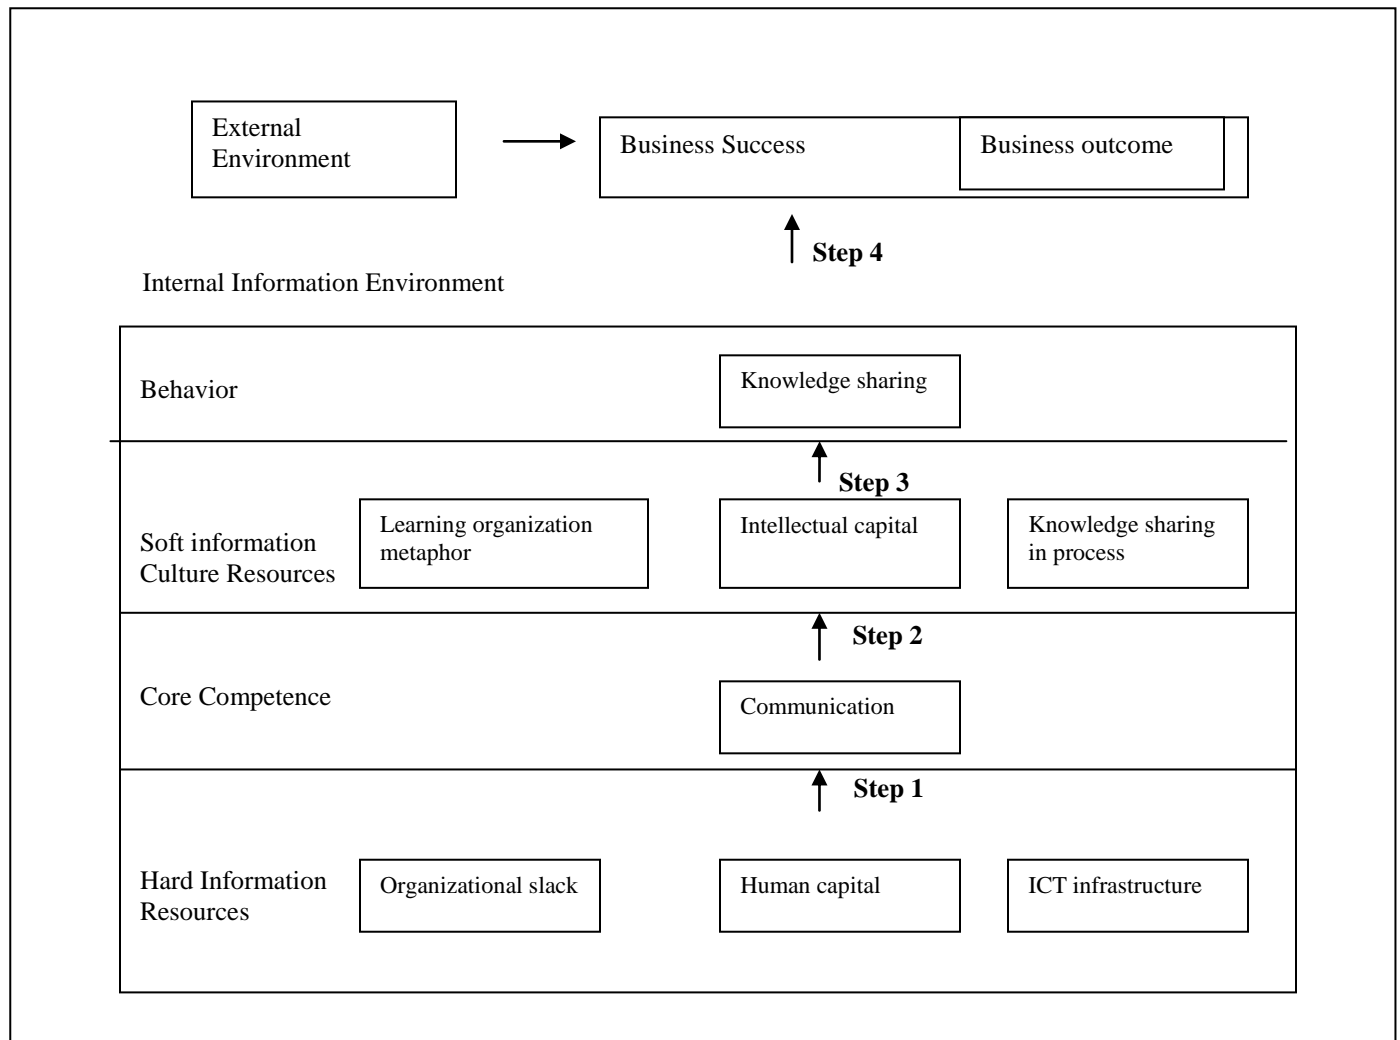 External
Environment
Business Success
Business outcome
Step 4
Internal Information Environment
Behavior
Knowledge sharing
Step 3
Soft information
Culture Resources
Learning organization
metaphor
Intellectual capital
Knowledge sharing
in process
Step 2
Core Competence
Communication
Step 1
Hard Information
Resources
Organizational slack
Human capital
ICT infrastructure